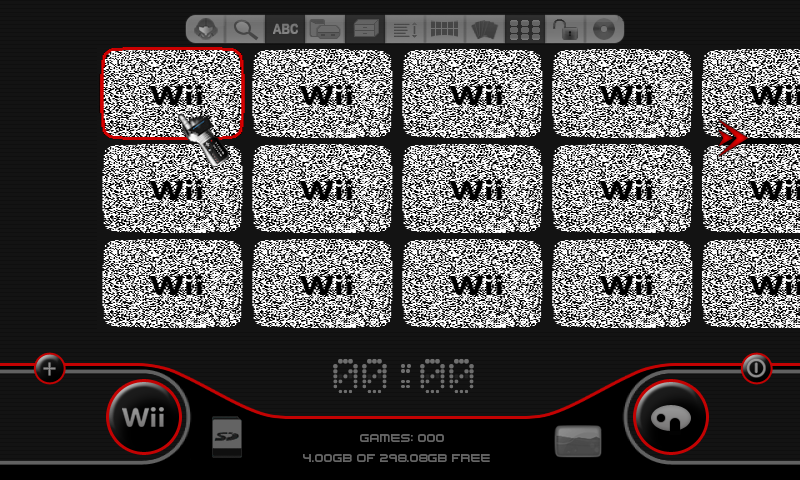 ABC
Wii Wii Wii Wii Wii
Wii Wii Wii Wii Wii
Wii Wii Wii Wii Wii
00:00
Wii
SD
GAMES: 000
4.00GB OF 298.08GB FREE